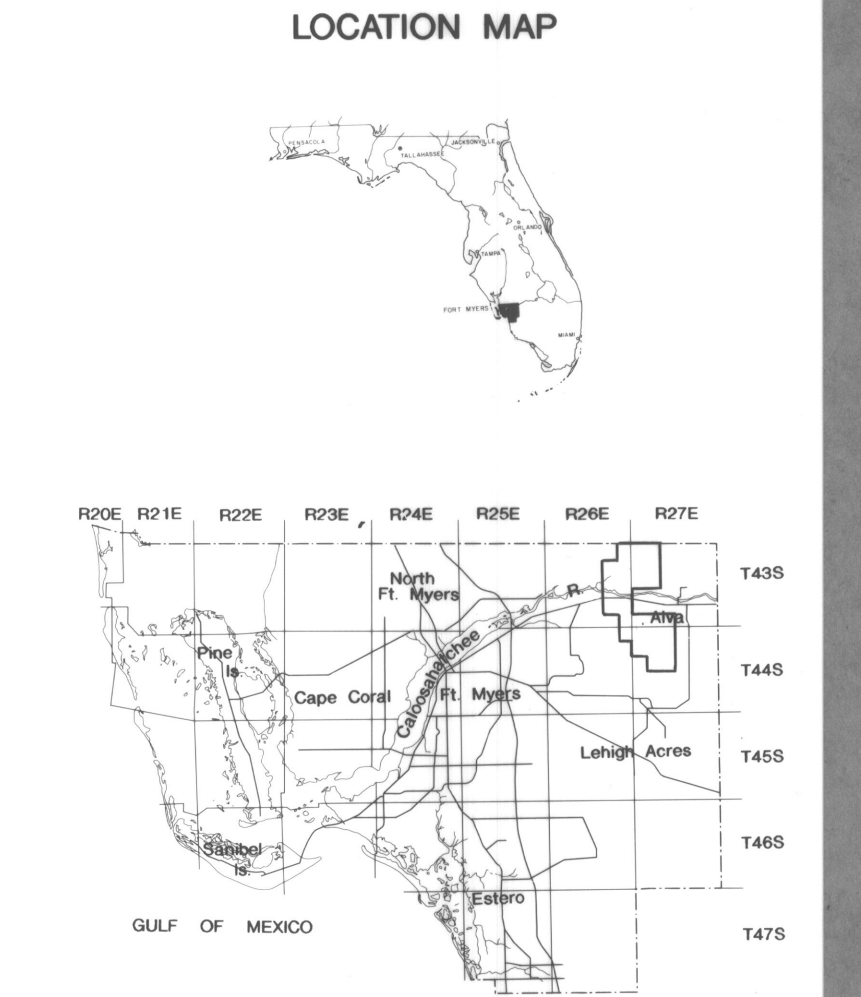 LOCATION MAP
PENSACOLA
TALLAHASSEE
JACKSONVILLE
ORLANDO
TAMPA
FORT MYERS
MIAMI
R20E R21E R22E R23E R24E R25E R26E R27E
T43S
North
Ft. Myers
R.
Alva
T44S
Pine
Is.
Cape Coral
Caloosahatchee
Ft. Myers
Lehigh Acres
T45S
Sanibel
Is.
T46S
Estero
GULF OF MEXICO
T47S